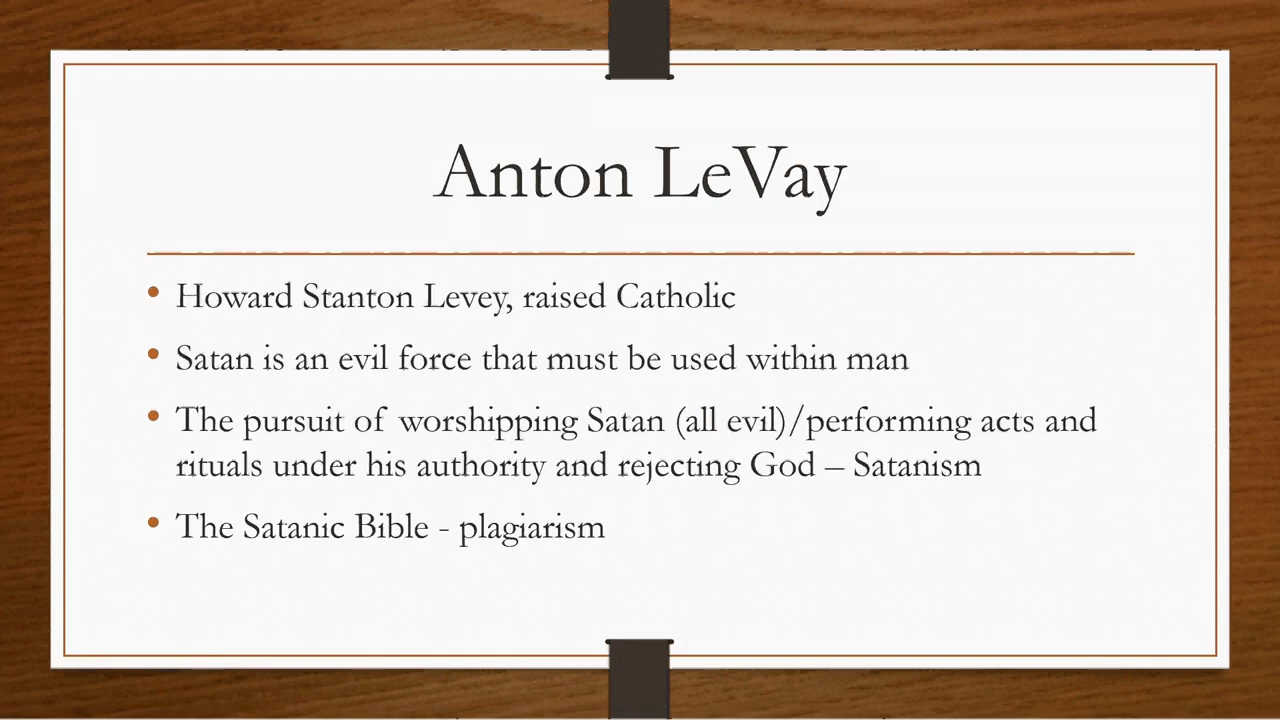 Anton LeVay
• Howard Stanton Levey, raised Catholic
• Satan is an evil force that must be used within man
• The pursuit of worshipping Satan (all evil)/performing acts and
rituals under his authority and rejecting God – Satanism
• The Satanic Bible - plagiarism